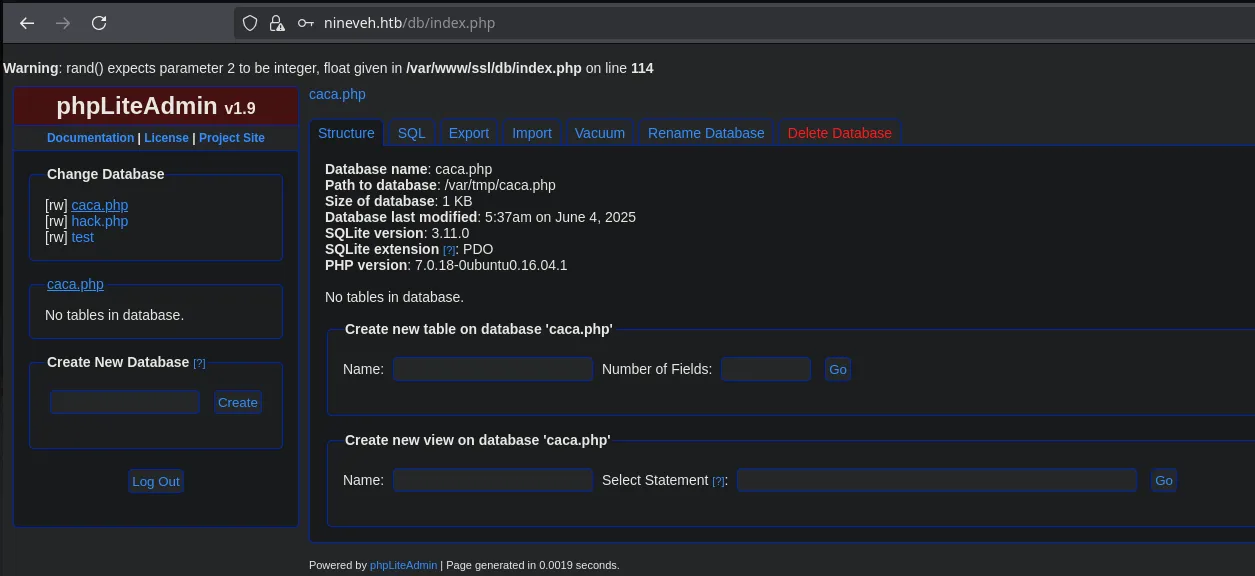 nineveh.htb/db/index.php
Warning: rand() expects parameter 2 to be integer, float given in /var/www/ssl/db/index.php on line 114
phpLiteAdmin v1.9
Documentation | License | Project Site
Change Database
[rw] caca.php
[rw] hack.php
[rw] test
caca.php
No tables in database.
Create New Database [?]
Create
Log Out
caca.php
Structure SQL Export Import Vacuum Rename Database Delete Database
Database name: caca.php
Path to database: /var/tmp/caca.php
Size of database: 1 KB
Database last modified: 5:37am on June 4, 2025
SQLite version: 3.11.0
SQLite extension [?]: PDO
PHP version: 7.0.18-0ubuntu0.16.04.1
No tables in database.
Create new table on database 'caca.php'
Name: Number of Fields: Go
Create new view on database 'caca.php'
Name: Select Statement [?]: Go
Powered by phpLiteAdmin | Page generated in 0.0019 seconds.